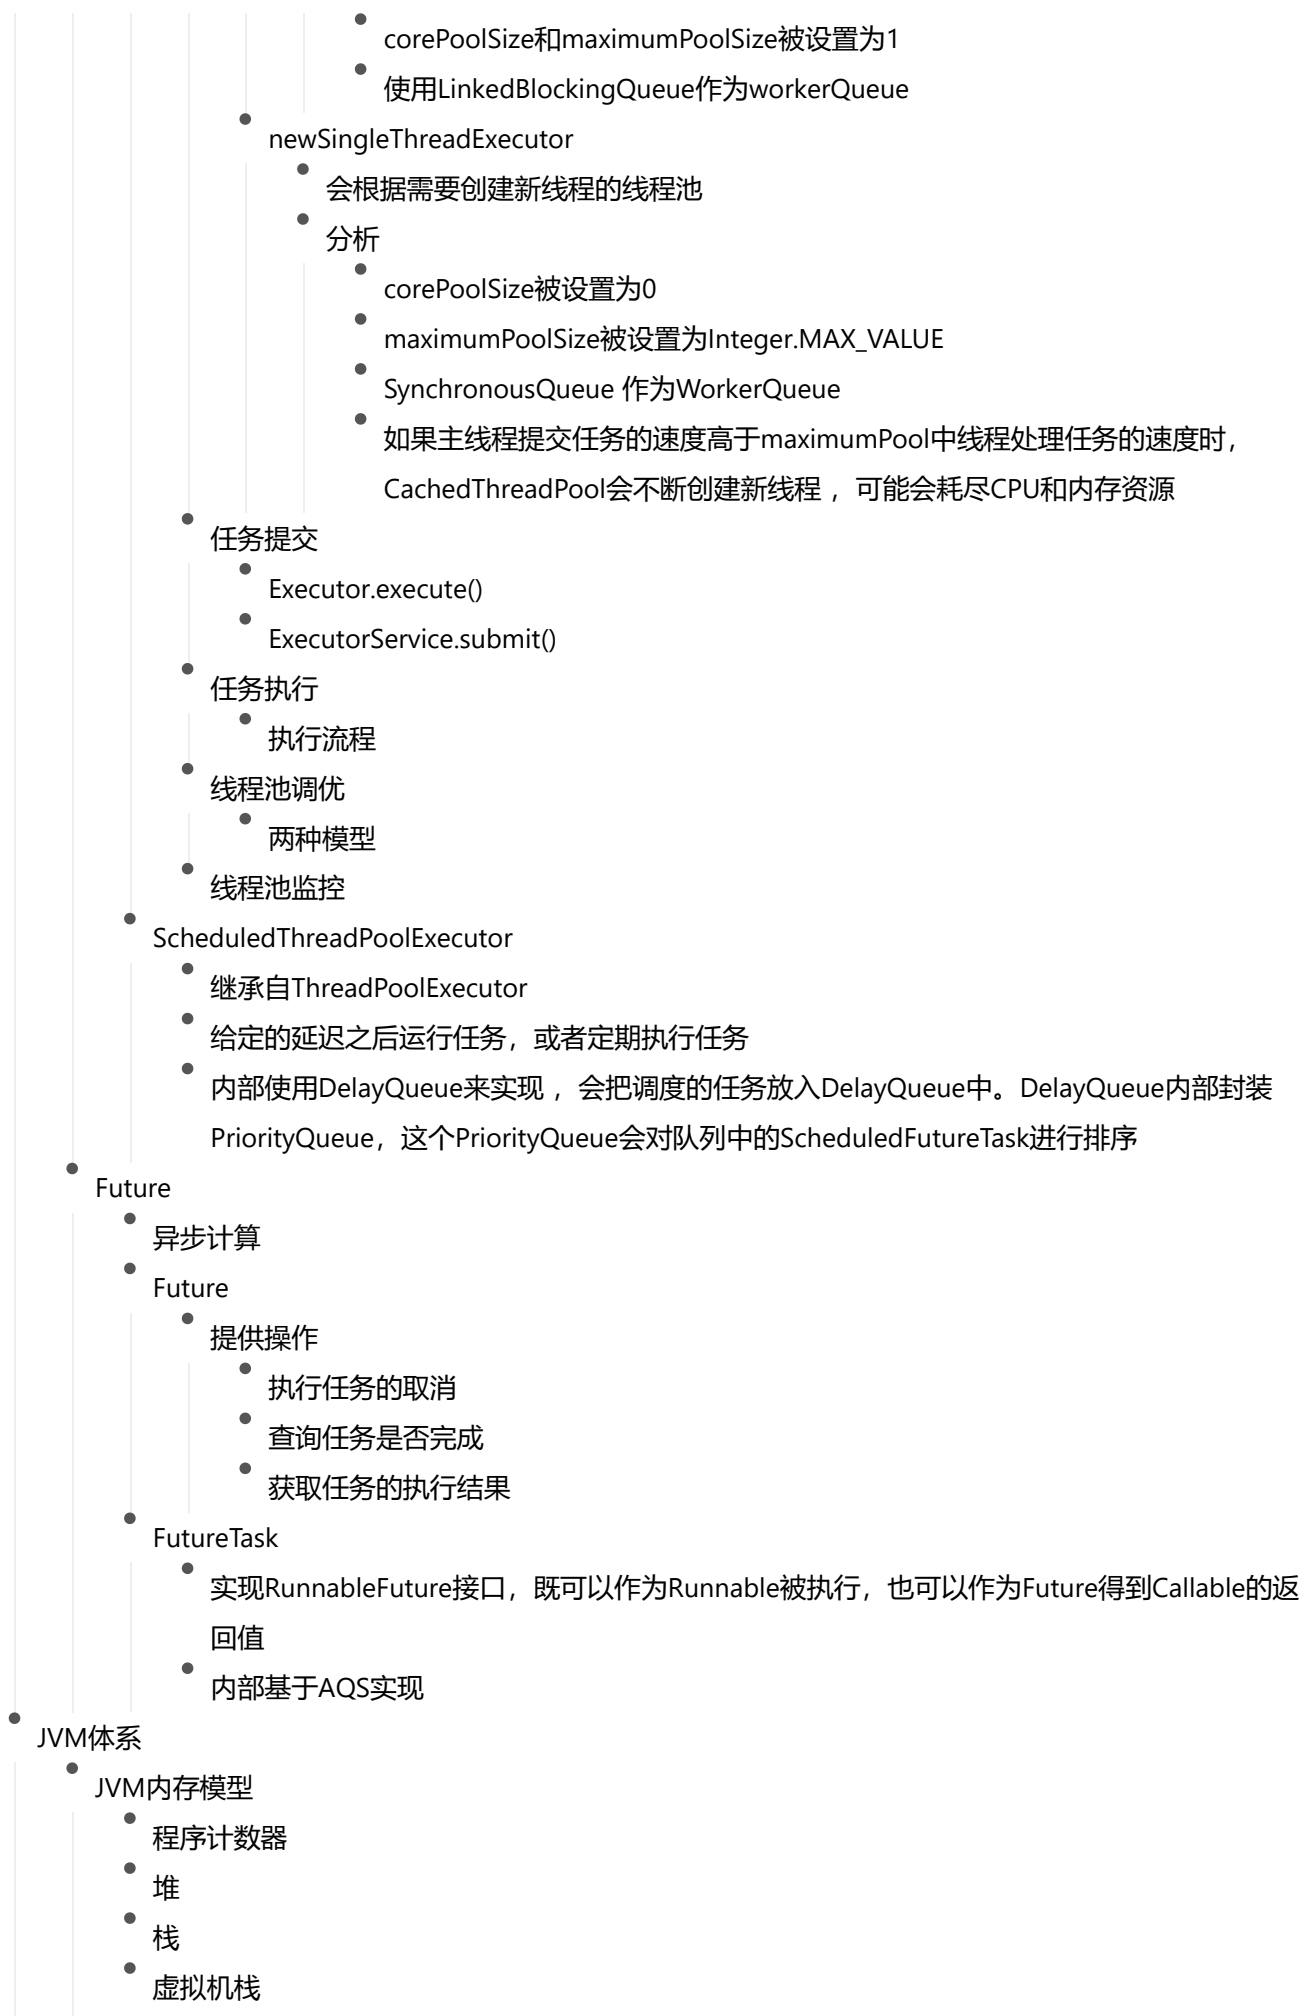 corePoolSize和maximumPoolSize被设置为1
使用LinkedBlockingQueue作为workerQueue
newSingleThreadExecutor
会根据需要创建新线程的线程池
分析
corePoolSize被设置为0
maximumPoolSize被设置为Integer.MAX_VALUE
SynchronousQueue 作为WorkerQueue
如果主线程提交任务的速度高于maximumPool中线程处理任务的速度时，
CachedThreadPool会不断创建新线程 ，可能会耗尽CPU和内存资源
任务提交
Executor.execute()
ExecutorService.submit()
任务执行
执行流程
线程池调优
两种模型
线程池监控
ScheduledThreadPoolExecutor
继承自ThreadPoolExecutor
给定的延迟之后运行任务，或者定期执行任务
内部使用DelayQueue来实现 ，会把调度的任务放入DelayQueue中。DelayQueue内部封装
PriorityQueue，这个PriorityQueue会对队列中的ScheduledFutureTask进行排序
Future
异步计算
Future
提供操作
执行任务的取消
查询任务是否完成
获取任务的执行结果
FutureTask
实现RunnableFuture接口，既可以作为Runnable被执行，也可以作为Future得到Callable的返
回值
内部基于AQS实现
JVM体系
JVM内存模型
程序计数器
堆
栈
虚拟机栈